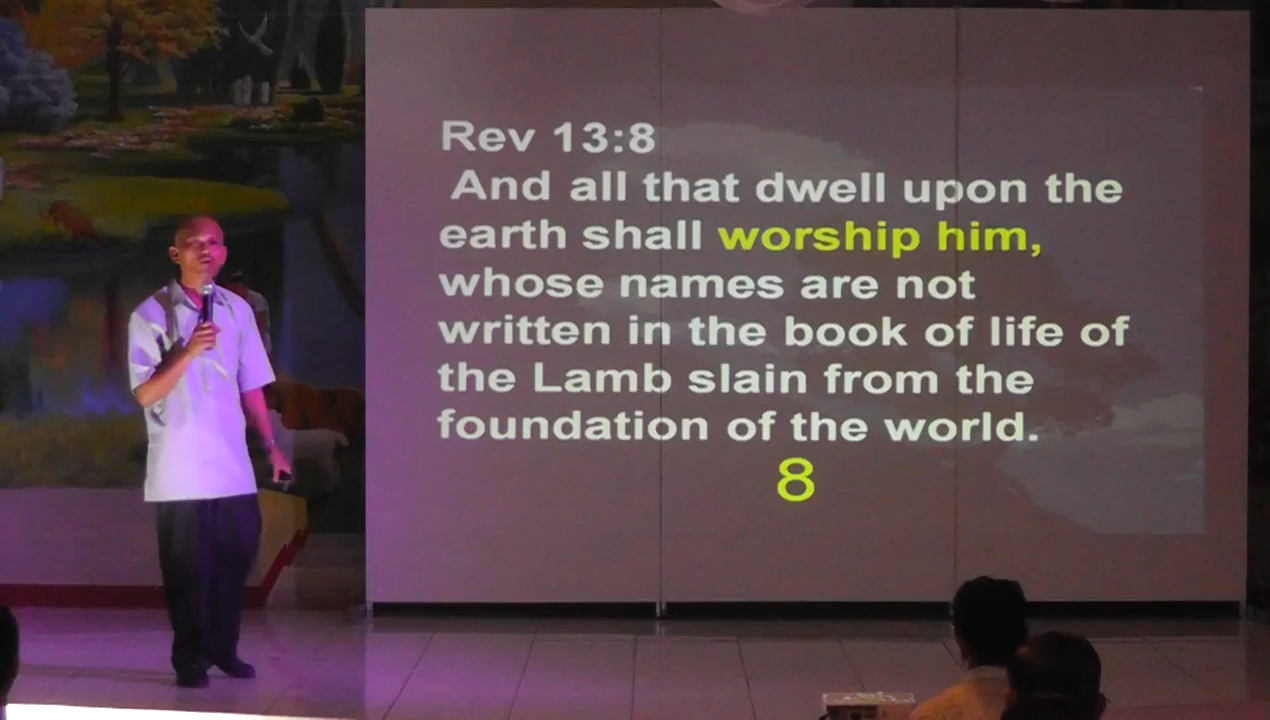 Rev 13:8
And all that dwell upon the
earth shall worship him,
whose names are not
written in the book of life of
the Lamb slain from the
foundation of the world.
8